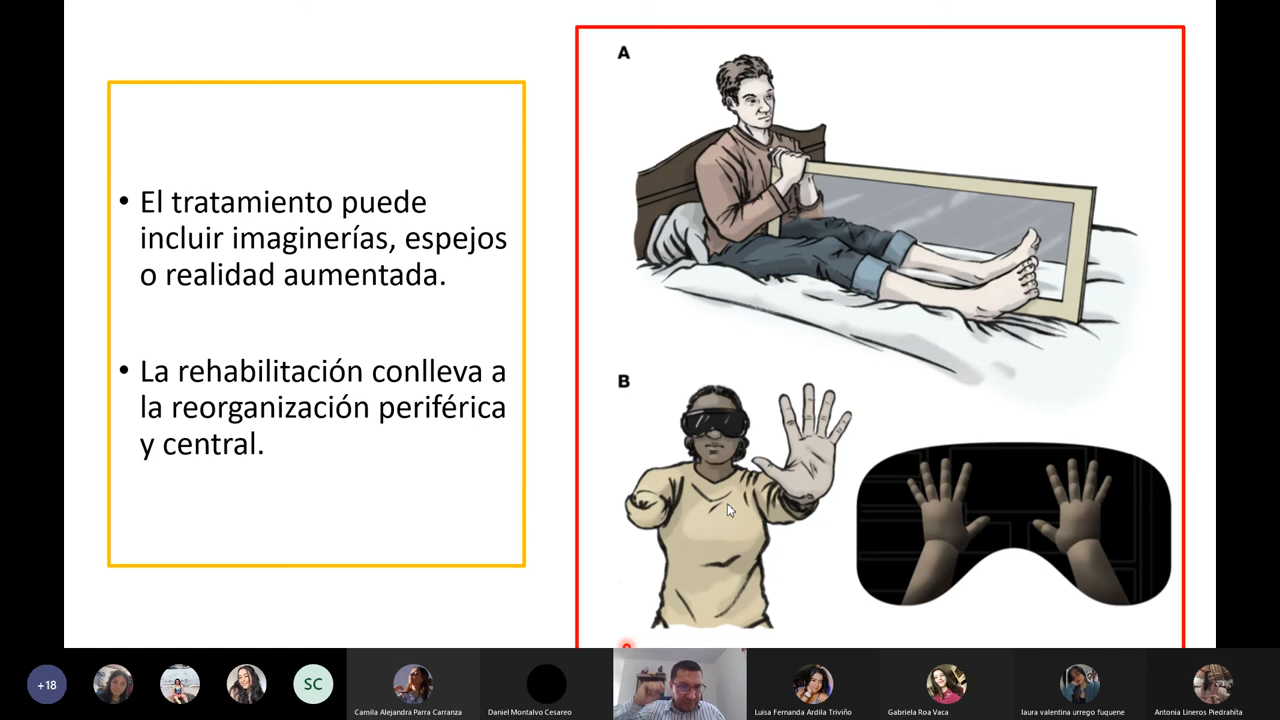 • El tratamiento puede
incluir imaginerías, espejos
o realidad aumentada.
• La rehabilitación conlleva a
la reorganización periférica
y central.
A
B
+18
SC
Camila Alejandra Parra Carranza
Daniel Montalvo Cesareo
Luisa Fernanda Ardila Triviño
Gabriela Roa Vaca
laura valentina urrego fuquene
Antonia Lineros Piedrahíta